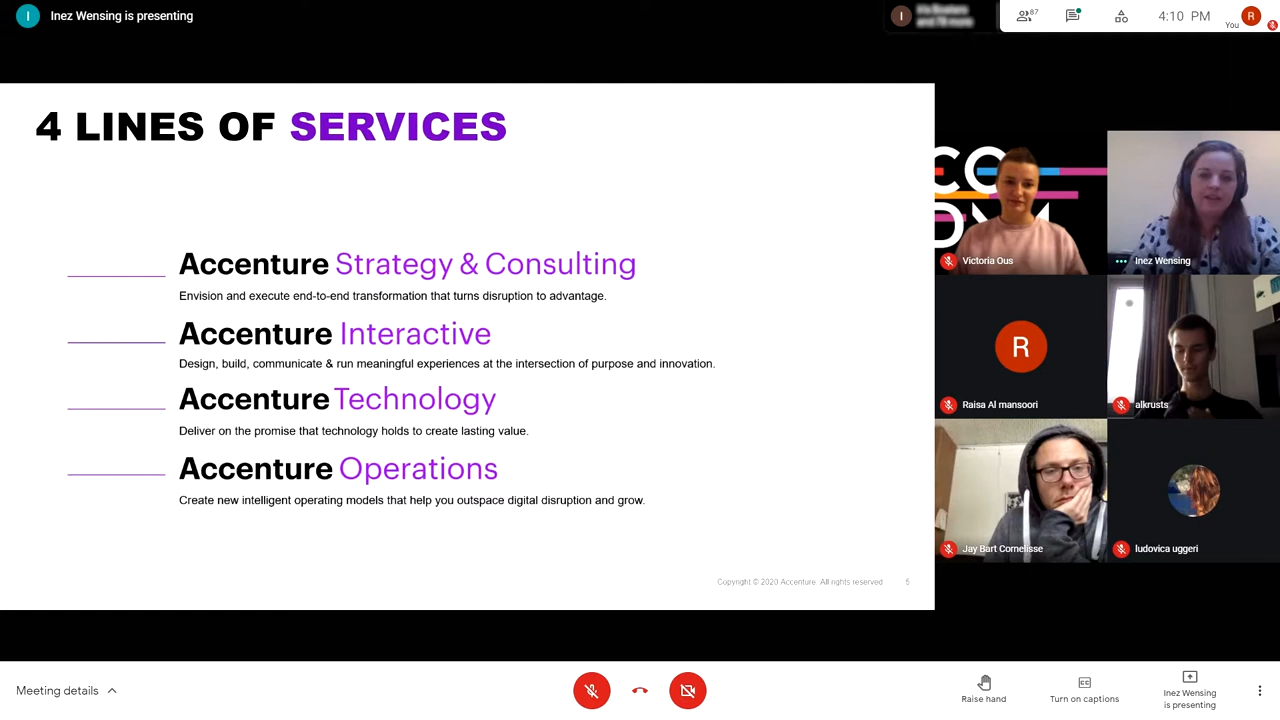 I
Inez Wensing is presenting
I
87
4:10 PM
You
R
4 LINES OF SERVICES
Accenture Strategy & Consulting
Envision and execute end-to-end transformation that turns disruption to advantage.
Accenture Interactive
Design, build, communicate & run meaningful experiences at the intersection of purpose and innovation.
Accenture Technology
Deliver on the promise that technology holds to create lasting value.
Accenture Operations
Create new intelligent operating models that help you outspace digital disruption and grow.
Copyright © 2020 Accenture. All rights reserved
5
CO
Victoria Ous
Inez Wensing
R
Raisa Al mansoori
alkrusts
Jay Bart Cornelisse
ludovica uggeri
Meeting details
Raise hand
CC
Turn on captions
Inez Wensing
is presenting